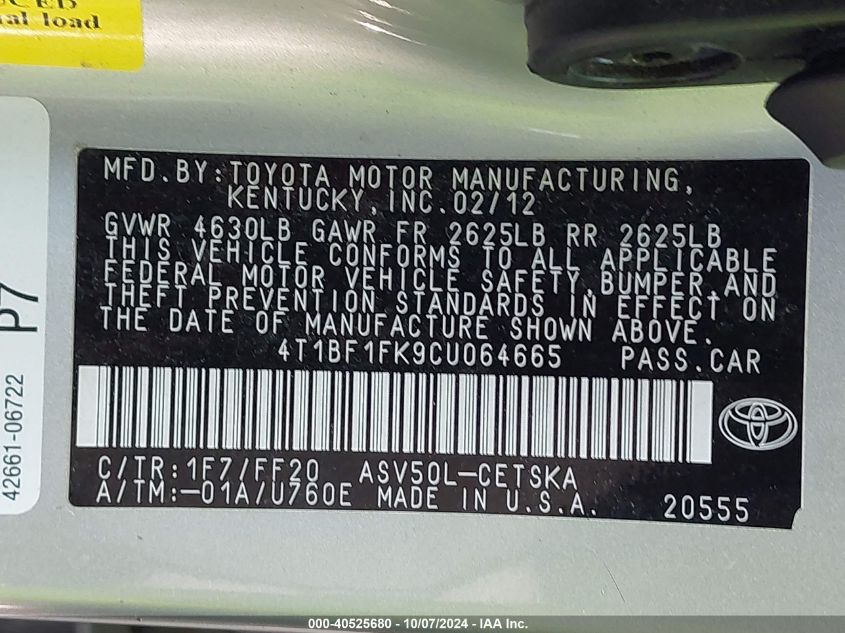 al load
P7
42661-06722
MFD.BY:TOYOTA MOTOR MANUFACTURING,
KENTUCKY,INC.02/12
GVWR 4630LB GAWR FR 2625LB RR 2625LB
THIS VEHICLE CONFORMS TO ALL APPLICABLE
FEDERAL MOTOR VEHICLE SAFETY,BUMPER,AND
THEFT PREVENTION STANDARDS IN EFFECT ON
THE DATE OF MANUFACTURE SHOWN ABOVE.
4T1BF1FK9CU064665 PASS.CAR
C/TR:1F7/FF20 ASV50L-CETSKA
A/TM:-01A/U760E MADE IN U.S.A. 20555
000-40525680 - 10/07/2024 - IAA Inc.